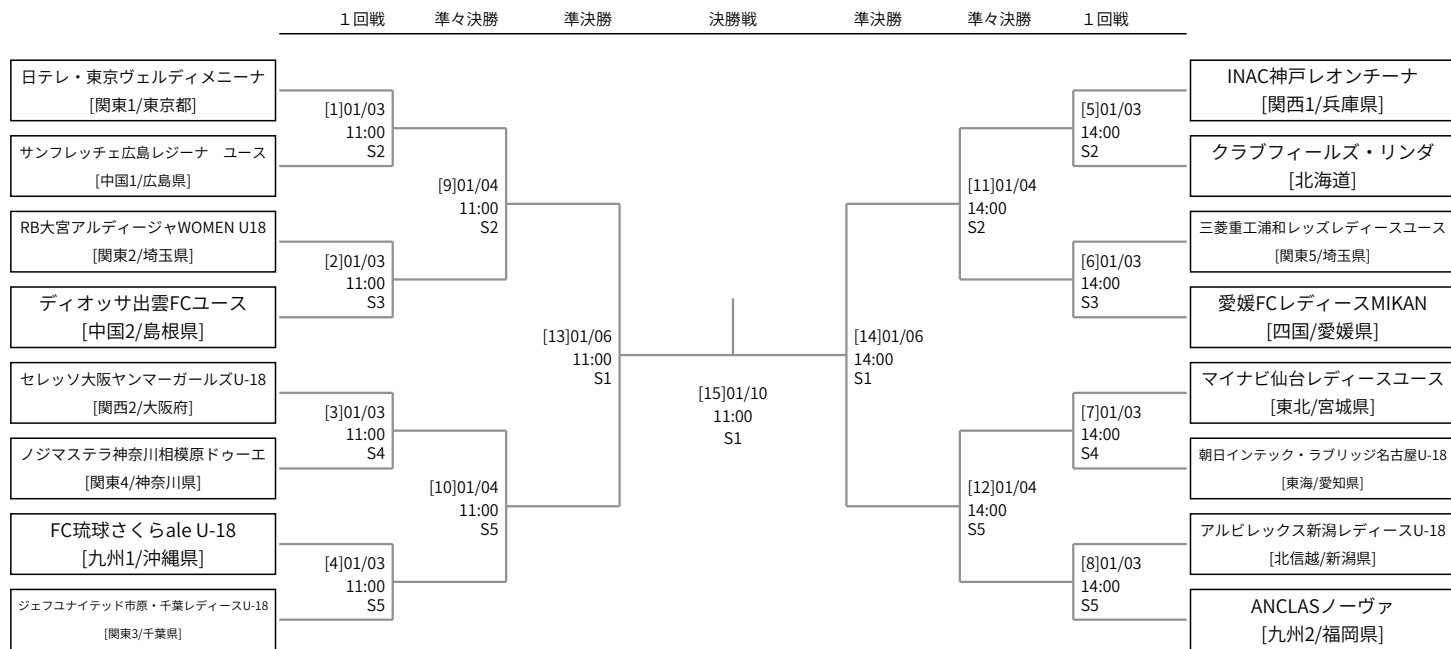 １回戦 準々決勝 準決勝 決勝戦 準決勝 準々決勝 １回戦
日テレ・東京ヴェルディメニーナ
[関東1/東京都]
[1]01/03
11:00
S2
サンフレッチェ広島レジーナ　ユース
[中国1/広島県]
[9]01/04
11:00
S2
RB大宮アルディージャWOMEN U18
[関東2/埼玉県]
[2]01/03
11:00
S3
ディオッサ出雲FCユース
[中国2/島根県]
[13]01/06
11:00
S1
セレッソ大阪ヤンマーガールズU-18
[関西2/大阪府]
[3]01/03
11:00
S4
ノジマステラ神奈川相模原ドゥーエ
[関東4/神奈川県]
[10]01/04
11:00
S5
FC琉球さくらale U-18
[九州1/沖縄県]
[4]01/03
11:00
S5
ジェフユナイテッド市原・千葉レディースU-18
[関東3/千葉県]
[15]01/10
11:00
S1
INAC神戸レオンチーナ
[関西1/兵庫県]
[5]01/03
14:00
S2
クラブフィールズ・リンダ
[北海道]
[11]01/04
14:00
S2
三菱重工浦和レッズレディースユース
[関東5/埼玉県]
[6]01/03
14:00
S3
愛媛FCレディースMIKAN
[四国/愛媛県]
[14]01/06
14:00
S1
マイナビ仙台レディースユース
[東北/宮城県]
[7]01/03
14:00
S4
朝日インテック・ラブリッジ名古屋U-18
[東海/愛知県]
[12]01/04
14:00
S5
アルビレックス新潟レディースU-18
[北信越/新潟県]
[8]01/03
14:00
S5
ANCLASノーヴァ
[九州2/福岡県]